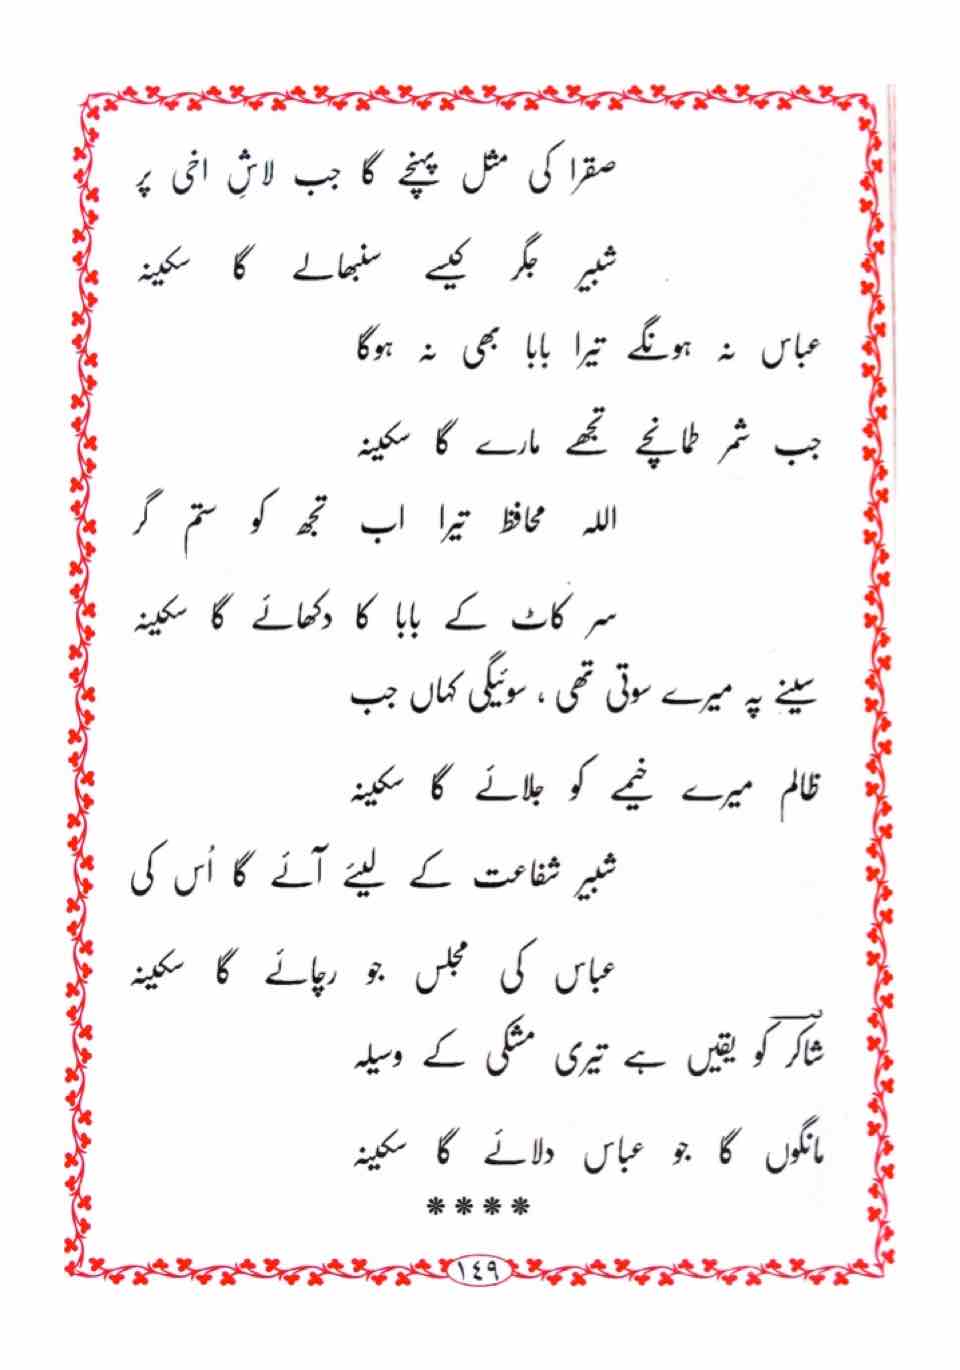 صقرا کی مثل پہنچے گا جب لاشِ اخی پر
شبیر جگر کیسے سنبھالے گا سکینہ
عباس نہ ہونگے تیرا بابا بھی نہ ہوگا
جب شمر طمانچے تجھے مارے گا سکینہ
اللہ محافظ تیرا اب تجھ کو ستم گر
سر کاٹ کے بابا کا دکھائے گا سکینہ
سینے پہ میرے سوتی تھی ، سوئیگی کہاں جب
ظالم میرے خیمے کو جلائے گا سکینہ
شبیر شفاعت کے لیئے آئے گا اُس کی
عباس کی مجلس جو رچائے گا سکینہ
شاکر کو یقیں ہے تیری مشکی کے وسیلہ
مانگوں گا جو عباس دلائے گا سکینہ
****
١٤٩